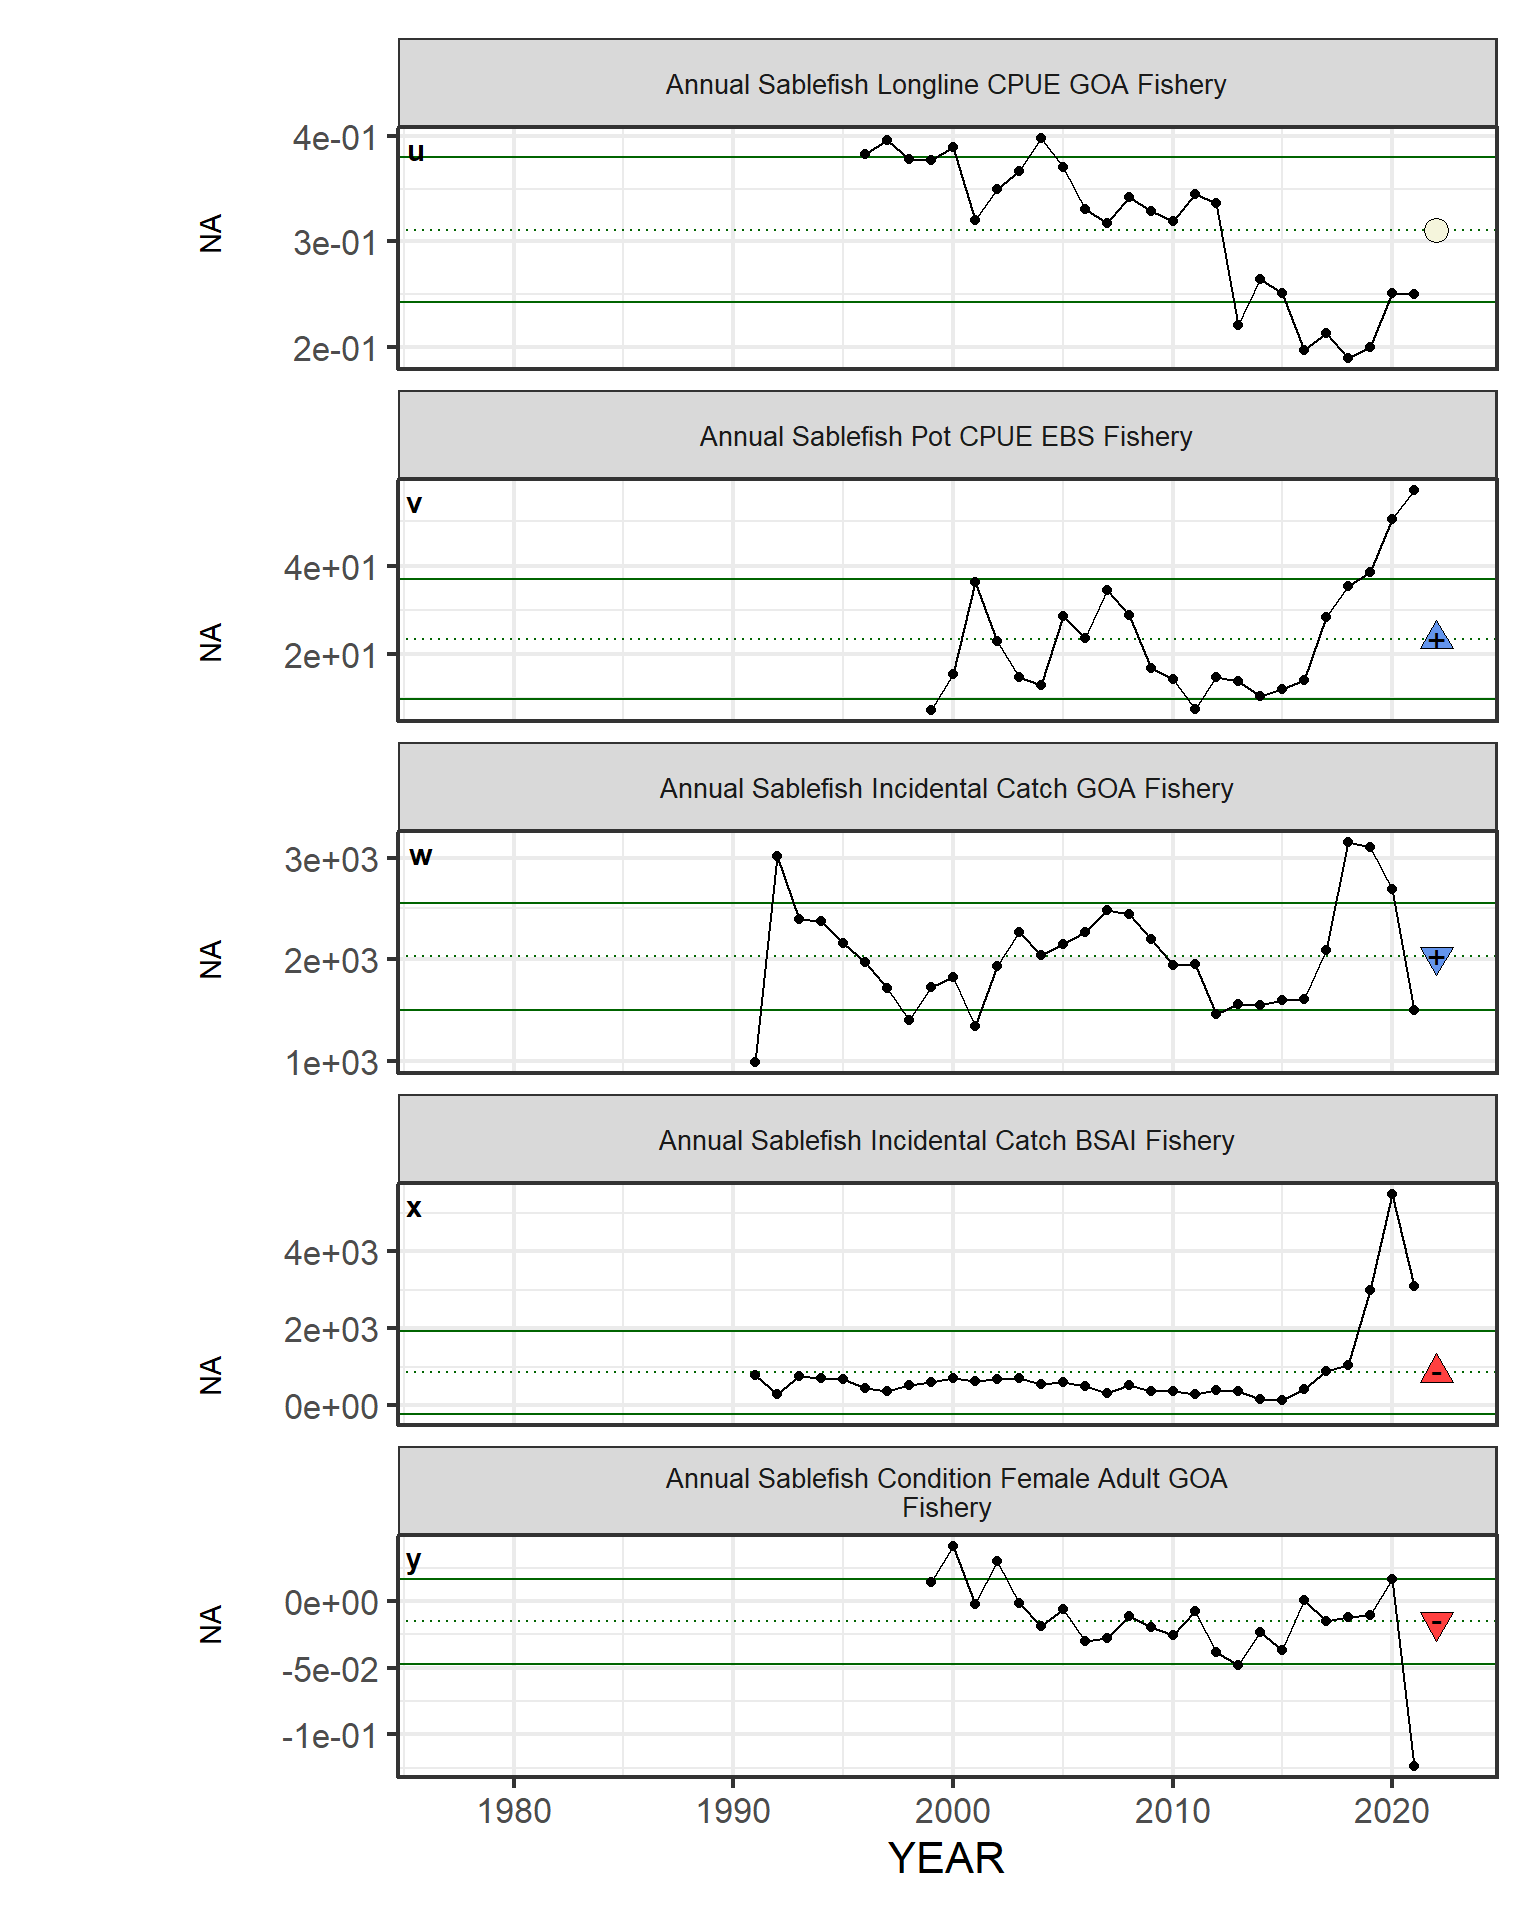 Annual Sablefish Longline CPUE GOA Fishery
u
4e-01
3e-01
2e-01
NA
Annual Sablefish Pot CPUE EBS Fishery
v
4e+01
2e+01
NA
Annual Sablefish Incidental Catch GOA Fishery
w
3e+03
2e+03
1e+03
NA
+
Annual Sablefish Incidental Catch BSAI Fishery
x
4e+03
2e+03
0e+00
NA
-
Annual Sablefish Condition Female Adult GOA
Fishery
y
0e+00
-5e-02
-1e-01
NA
-
1980 1990 2000 2010 2020
YEAR